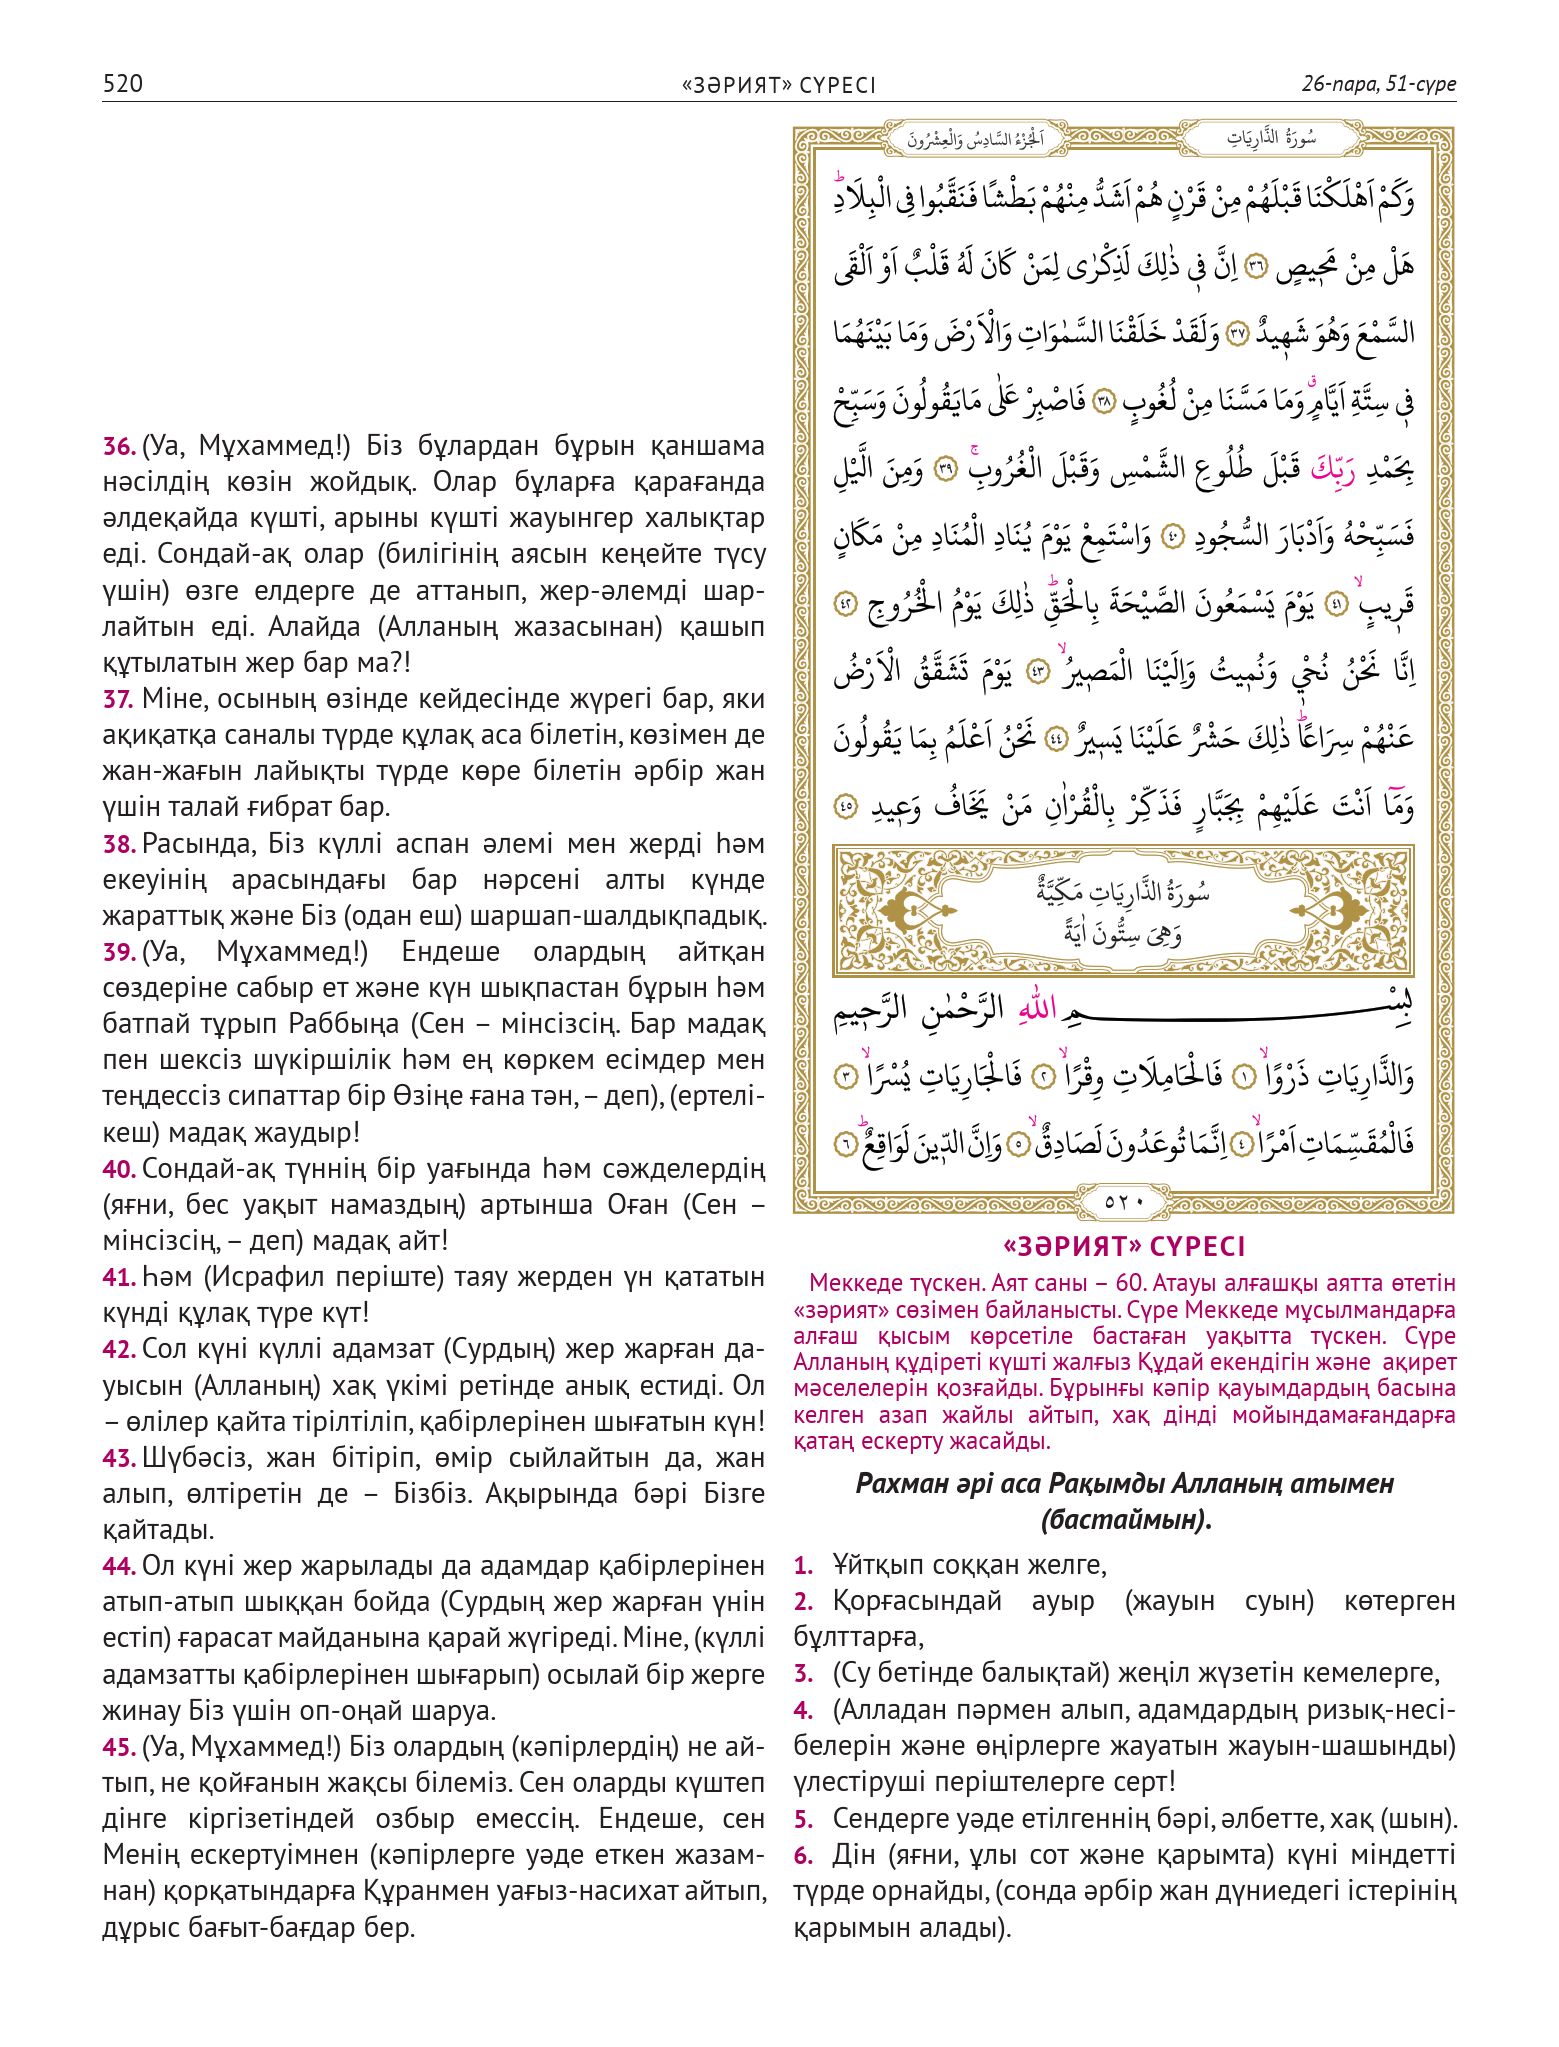 520
«ЗӘРИЯТ» СҮРЕСІ
26-пара, 51-сүре
36. (Уа, Мұхаммед!) Біз бұлардан бұрын қаншама
нәсілдің көзін жойдық. Олар бұларға қарағанда
әлдеқайда күшті, арыны күшті жауынгер халықтар
еді. Сондай-ақ олар (билігінің аясын кеңейте түсу
үшін) өзге елдерге де аттанып, жер-әлемді шар-
лайтын еді. Алайда (Алланың жазасынан) қашып
құтылатын жер бар ма?!
37. Міне, осының өзінде кейдесінде жүрегі бар, яки
ақиқатқа саналы түрде құлақ аса білетін, көзімен де
жан-жағын лайықты түрде көре білетін әрбір жан
үшін талай ғибрат бар.
38. Расында, Біз күллі аспан әлемі мен жерді һәм
екеуінің арасындағы бар нәрсені алты күнде
жараттық және Біз (одан еш) шаршап-шалдықпадық.
39. (Уа, Мұхаммед!) Ендеше олардың айтқан
сөздеріне сабыр ет және күн шықпастан бұрын һәм
батпай тұрып Раббыңа (Сен – мінсізсің. Бар мадақ
пен шексіз шүкіршілік һәм ең көркем есімдер мен
теңдессіз сипаттар бір Өзіңе ғана тән, – деп), (ертелі-
кеш) мадақ жаудыр!
40. Сондай-ақ түннің бір уағында һәм сәжделердің
(яғни, бес уақыт намаздың) артынша Оған (Сен –
мінсізсің, – деп) мадақ айт!
41. Һәм (Исрафил періште) таяу жерден үн қататын
күнді құлақ түре күт!
42. Сол күні күллі адамзат (Сурдың) жер жарған да-
уысын (Алланың) хақ үкімі ретінде анық естиді. Ол
– өлілер қайта тірілтіліп, қабірлерінен шығатын күн!
43. Шүбәсіз, жан бітіріп, өмір сыйлайтын да, жан
алып, өлтіретін де – Бізбіз. Ақырында бәрі Бізге
қайтады.
44. Ол күні жер жарылады да адамдар қабірлерінен
атып-атып шыққан бойда (Сурдың жер жарған үнін
естіп) ғарасат майданына қарай жүгіреді. Міне, (күллі
адамзатты қабірлерінен шығарып) осылай бір жерге
жинау Біз үшін оп-оңай шаруа.
45. (Уа, Мұхаммед!) Біз олардың (кәпірлердің) не ай-
тып, не қойғанын жақсы білеміз. Сен оларды күштеп
дінге кіргізетіндей озбыр емессің. Ендеше, сен
Менің ескертуімнен (кәпірлерге уәде еткен жазам-
нан) қорқатындарға Құранмен уағыз-насихат айтып,
дұрыс бағыт-бағдар бер.
سُورَةُ الذَّارِيَاتِ
اَلْجُزْءُ السَّادِسُ وَالْعِشْرُونَ
وَكَمْ اَهْلَكْنَا قَبْلَهُمْ مِنْ قَرْنٍ هُمْ اَشَدُّ مِنْهُمْ بَطْشًا فَنَقَّبُوا فِى الْبِلَادِۜ
هَلْ مِنْ مَح۪يصٍ ﴿٣٦﴾ اِنَّ ف۪ي ذٰلِكَ لَذِكْرٰى لِمَنْ كَانَ لَهُ قَلْبٌ اَوْ اَلْقَى
السَّمْعَ وَهُوَ شَه۪يدٌ ﴿٣٧﴾ وَلَقَدْ خَلَقْنَا السَّمٰوَاتِ وَالْاَرْضَ وَمَا بَيْنَهُمَا
ف۪ي سِتَّةِ اَيَّامٍۗ وَمَا مَسَّنَا مِنْ لُغُوبٍ ﴿٣٨﴾ فَاصْبِرْ عَلٰى مَا يَقُولُونَ وَسَبِّحْ
بِحَمْدِ رَبِّكَ قَبْلَ طُلُوعِ الشَّمْسِ وَقَبْلَ الْغُرُوبِۚ ﴿٣٩﴾ وَمِنَ الَّيْلِ
فَسَبِّحْهُ وَاَدْبَارَ السُّجُودِ ﴿٤٠﴾ وَاسْتَمِعْ يَوْمَ يُنَادِ الْمُنَادِ مِنْ مَكَانٍ
قَر۪يبٍۙ ﴿٤١﴾ يَوْمَ يَسْمَعُونَ الصَّيْحَةَ بِالْحَقِّۜ ذٰلِكَ يَوْمُ الْخُرُوجِ ﴿٤٢﴾
اِنَّا نَحْنُ نُحْي۪ وَنُم۪يتُ وَاِلَيْنَا الْمَص۪يرُۙ ﴿٤٣﴾ يَوْمَ تَشَقَّقُ الْاَرْضُ
عَنْهُمْ سِرَاعًاۜ ذٰلِكَ حَشْرٌ عَلَيْنَا يَس۪يرٌ ﴿٤٤﴾ نَحْنُ اَعْلَمُ بِمَا يَقُولُونَ
وَمَٓا اَنْتَ عَلَيْهِمْ بِجَبَّارٍ فَذَكِّرْ بِالْقُرْاٰنِ مَنْ يَخَافُ وَع۪يدِ ﴿٤٥﴾
سُورَةُ الذَّارِيَاتِ مَكِّيَّةٌ
وَهِىَ سِتُّونَ اٰيَةً
بِسْمِ اللّٰهِ الرَّحْمٰنِ الرَّح۪يمِ
وَالذَّارِيَاتِ ذَرْوًاۙ ﴿١﴾ فَالْحَامِلَاتِ وِقْرًاۙ ﴿٢﴾ فَالْجَارِيَاتِ يُسْرًاۙ ﴿٣﴾
فَالْمُقَسِّمَاتِ اَمْرًاۙ ﴿٤﴾ اِنَّمَا تُوعَدُونَ لَصَادِقٌۙ ﴿٥﴾ وَاِنَّ الدّ۪ينَ لَوَاقِعٌۜ ﴿٦﴾
٥٢٠
«ЗӘРИЯТ» СҮРЕСІ
Меккеде түскен. Аят саны – 60. Атауы алғашқы аятта өтетін
«зәрият» сөзімен байланысты. Сүре Меккеде мұсылмандарға
алғаш қысым көрсетіле бастаған уақытта түскен. Сүре
Алланың құдіреті күшті жалғыз Құдай екендігін және ақирет
мәселелерін қозғайды. Бұрынғы кәпір қауымдардың басына
келген азап жайлы айтып, хақ дінді мойындамағандарға
қатаң ескерту жасайды.
Рахман әрі аса Рақымды Алланың атымен
(бастаймын).
1. Ұйтқып соққан желге,
2. Қорғасындай ауыр (жауын суын) көтерген
бұлттарға,
3. (Су бетінде балықтай) жеңіл жүзетін кемелерге,
4. (Алладан пәрмен алып, адамдардың ризық-несі-
белерін және өңірлерге жауатын жауын-шашынды)
үлестіруші періштелерге серт!
5. Сендерге уәде етілгеннің бәрі, әлбетте, хақ (шын).
6. Дін (яғни, ұлы сот және қарымта) күні міндетті
түрде орнайды, (сонда әрбір жан дүниедегі істерінің
қарымын алады).